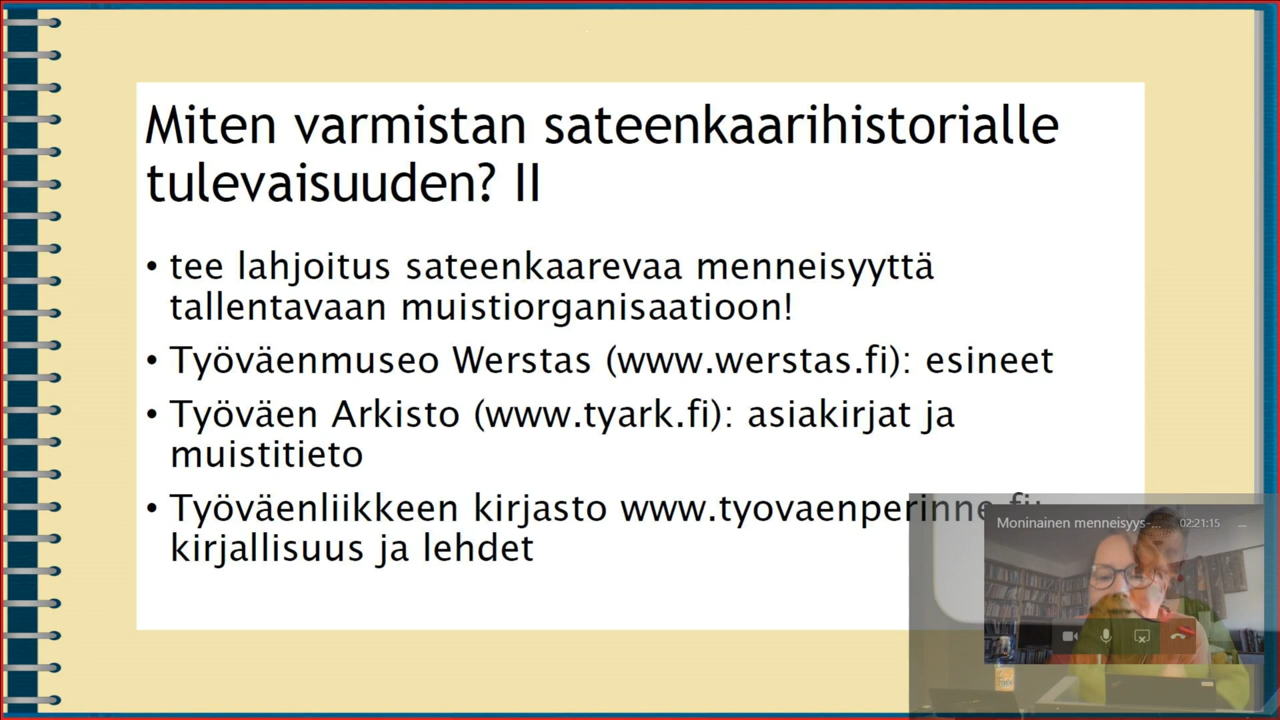 Miten varmistan sateenkaarihistorialle
tulevaisuuden? II
• tee lahjoitus sateenkaarevaa menneisyyttä
tallentavaan muistiorganisaatioon!
• Työväenmuseo Werstas (www.werstas.fi): esineet
• Työväen Arkisto (www.tyark.fi): asiakirjat ja
muistitieto
• Työväenliikkeen kirjasto www.tyovaenperinne.fi:
kirjallisuus ja lehdet
Moninainen menneisyys-... 02:21:15